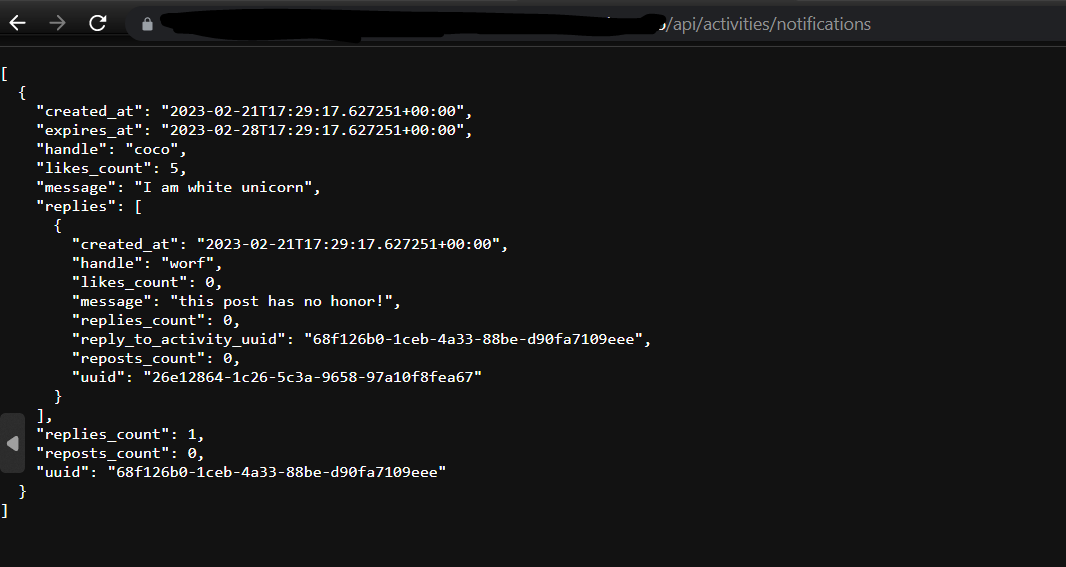 /api/activities/notifications
[
  {
    "created_at": "2023-02-21T17:29:17.627251+00:00",
    "expires_at": "2023-02-28T17:29:17.627251+00:00",
    "handle": "coco",
    "likes_count": 5,
    "message": "I am white unicorn",
    "replies": [
      {
        "created_at": "2023-02-21T17:29:17.627251+00:00",
        "handle": "worf",
        "likes_count": 0,
        "message": "this post has no honor!",
        "replies_count": 0,
        "reply_to_activity_uuid": "68f126b0-1ceb-4a33-88be-d90fa7109eee",
        "reposts_count": 0,
        "uuid": "26e12864-1c26-5c3a-9658-97a10f8fea67"
      }
    ],
    "replies_count": 1,
    "reposts_count": 0,
    "uuid": "68f126b0-1ceb-4a33-88be-d90fa7109eee"
  }
]